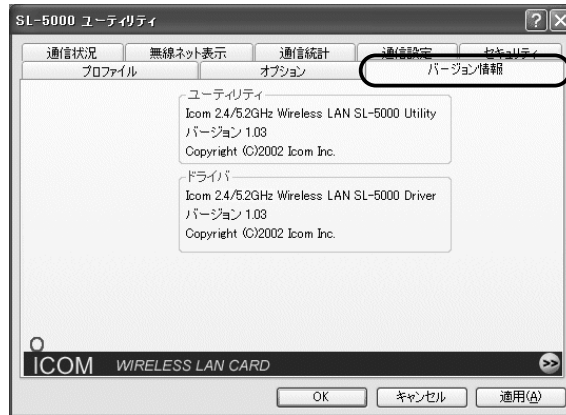 SL-5000 ユーティリティ
通信状況 無線ネット表示 通信統計 通信設定 セキュリティ
プロファイル オプション バージョン情報
ユーティリティ
Icom 2.4/5.2GHz Wireless LAN SL-5000 Utility
バージョン 1.03
Copyright (C)2002 Icom Inc.
ドライバ
Icom 2.4/5.2GHz Wireless LAN SL-5000 Driver
バージョン 1.03
Copyright (C)2002 Icom Inc.
ICOM WIRELESS LAN CARD
OK キャンセル 適用(A)